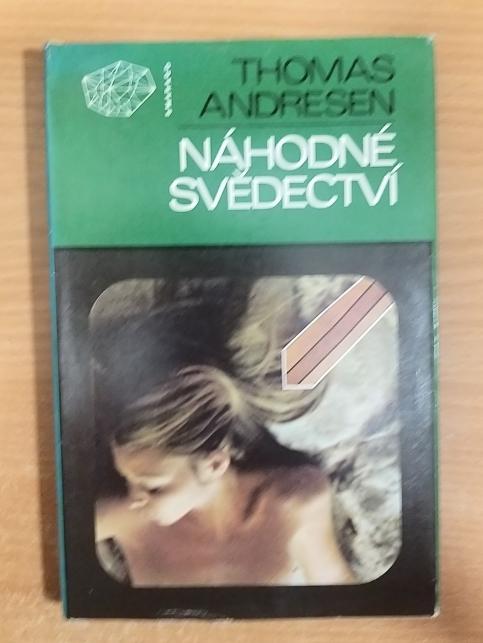 THOMAS
ANDRESEN
NÁHODNÉ
SVĚDECTVÍ